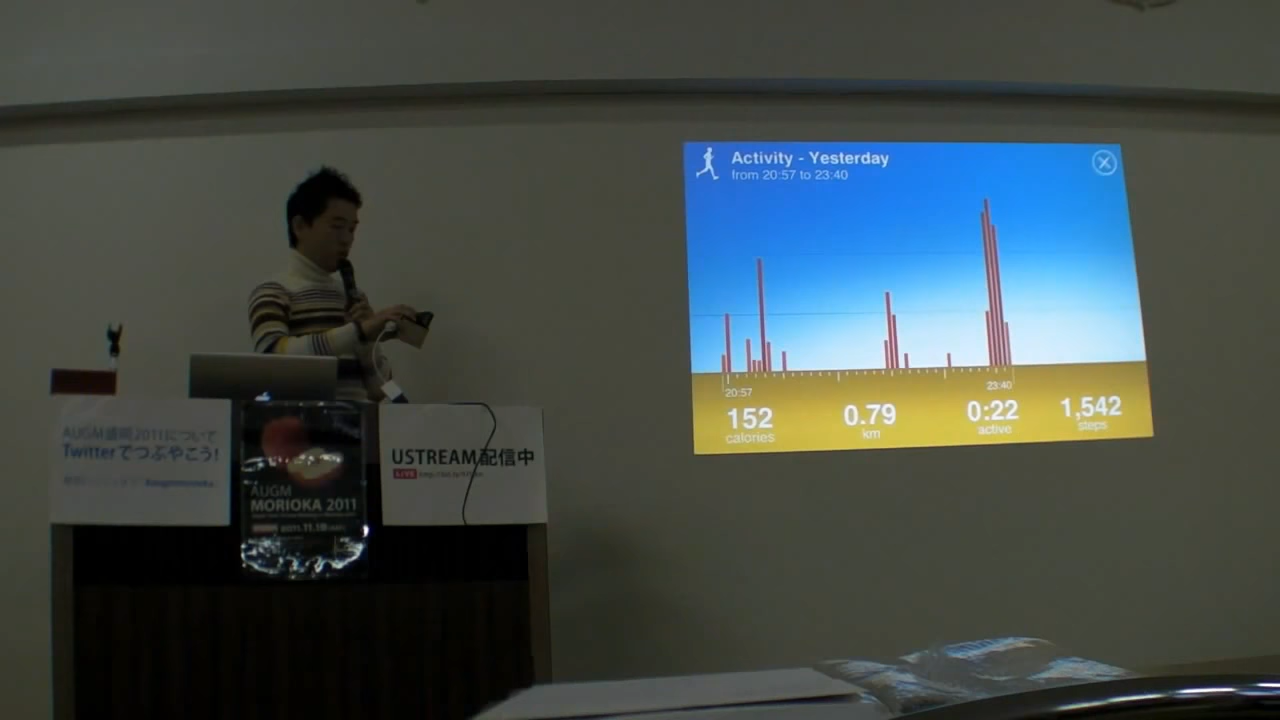 Activity - Yesterday
from 20:57 to 23:40
20:57
23:40
152
calories
0.79
km
0:22
active
1,542
steps
AUGM盛岡2011について
Twitterでつぶやこう!
USTREAM配信中
LIVE
AUGM
MORIOKA 2011
2011.11.19